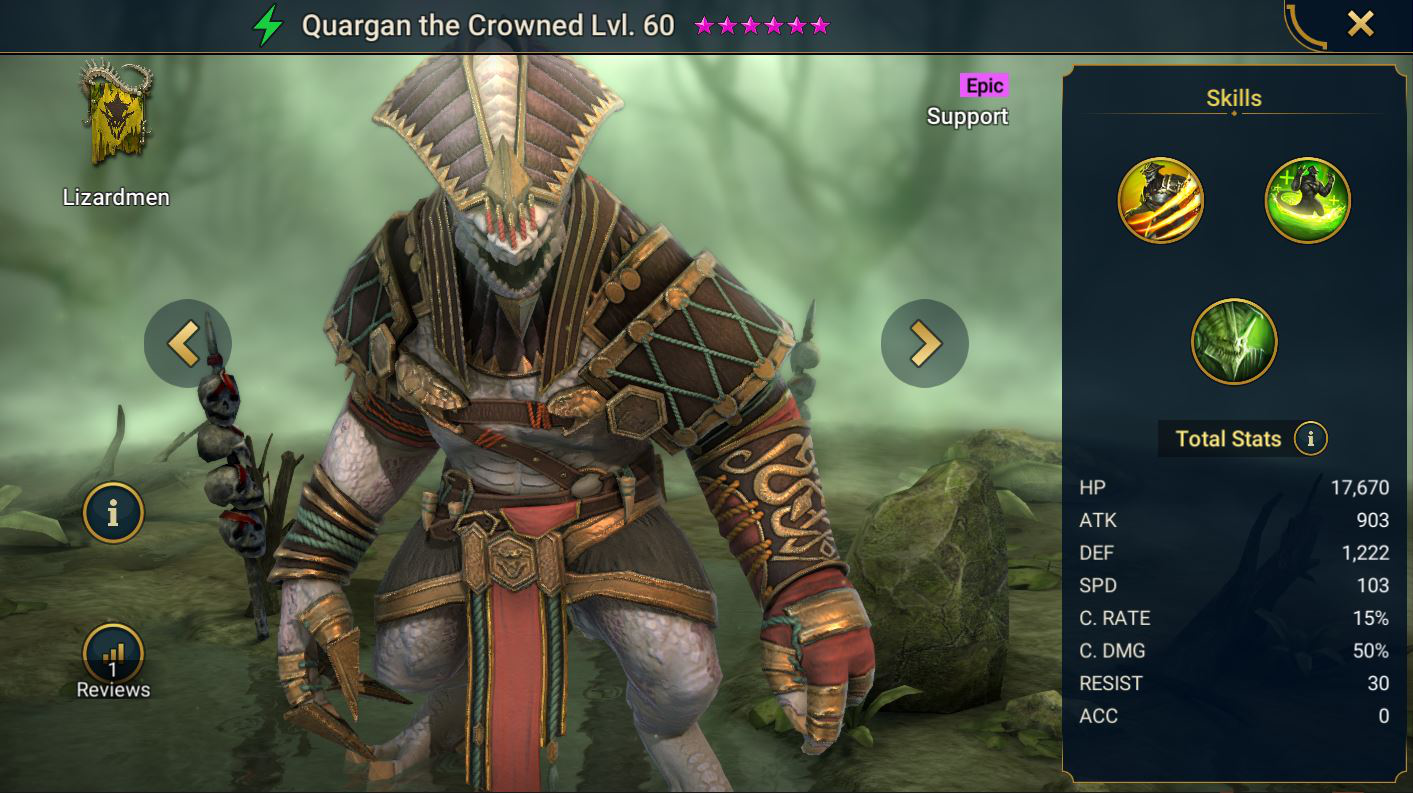 Quargan the Crowned Lvl. 60
Epic
Support
Lizardmen
i
1
Reviews
Skills
Total Stats i
HP 17,670
ATK 903
DEF 1,222
SPD 103
C. RATE 15%
C. DMG 50%
RESIST 30
ACC 0